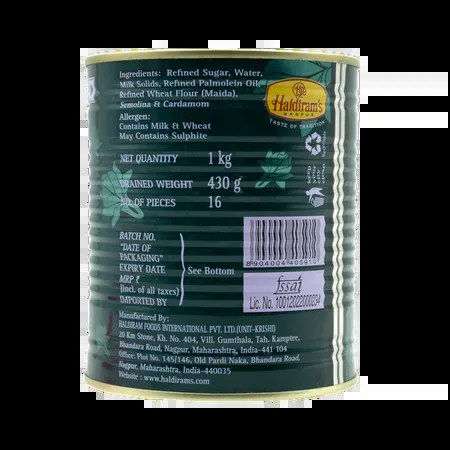 Ingredients: Refined Sugar, Water,
Milk Solids, Refined Palmolein Oil,
Refined Wheat Flour (Maida),
Semolina & Cardamom
Allergen:
Contains Milk & Wheat
May Contains Sulphite
Haldiram's
NAGPUR
TASTE OF TRADITION
NET QUANTITY 1 kg
DRAINED WEIGHT 430 g
NO. OF PIECES 16
BATCH NO.
"DATE OF
PACKAGING"
EXPIRY DATE
MRP ₹
(Incl. of all taxes)
IMPORTED BY
See Bottom
8904004405910
fssai
Lic. No. 10012022000234
Manufactured By:
HALDIRAM FOODS INTERNATIONAL PVT. LTD.(UNIT-KRISHI)
20 Km Stone, Kh. No. 404, Vill. Gumthala, Tah. Kamptee,
Bhandara Road, Nagpur, Maharashtra, India-441 104
Office: Plot No. 145/146, Old Pardi Naka, Bhandara Road,
Nagpur, Maharashtra, India-440035
Website : www.haldirams.com